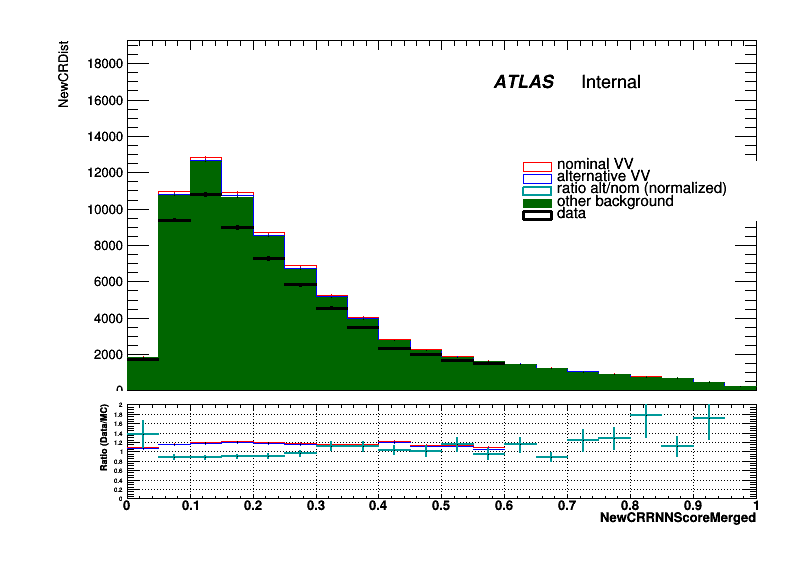 NewCRDist
18000
16000
14000
12000
10000
8000
6000
4000
2000
0
ATLAS Internal
nominal VV
alternative VV
ratio alt/nom (normalized)
other background
data
Ratio (Data/MC)
2
1.8
1.6
1.4
1.2
1
0.8
0.6
0.4
0.2
0
0 0.1 0.2 0.3 0.4 0.5 0.6 0.7 0.8 0.9 1
NewCRRNNScoreMerged